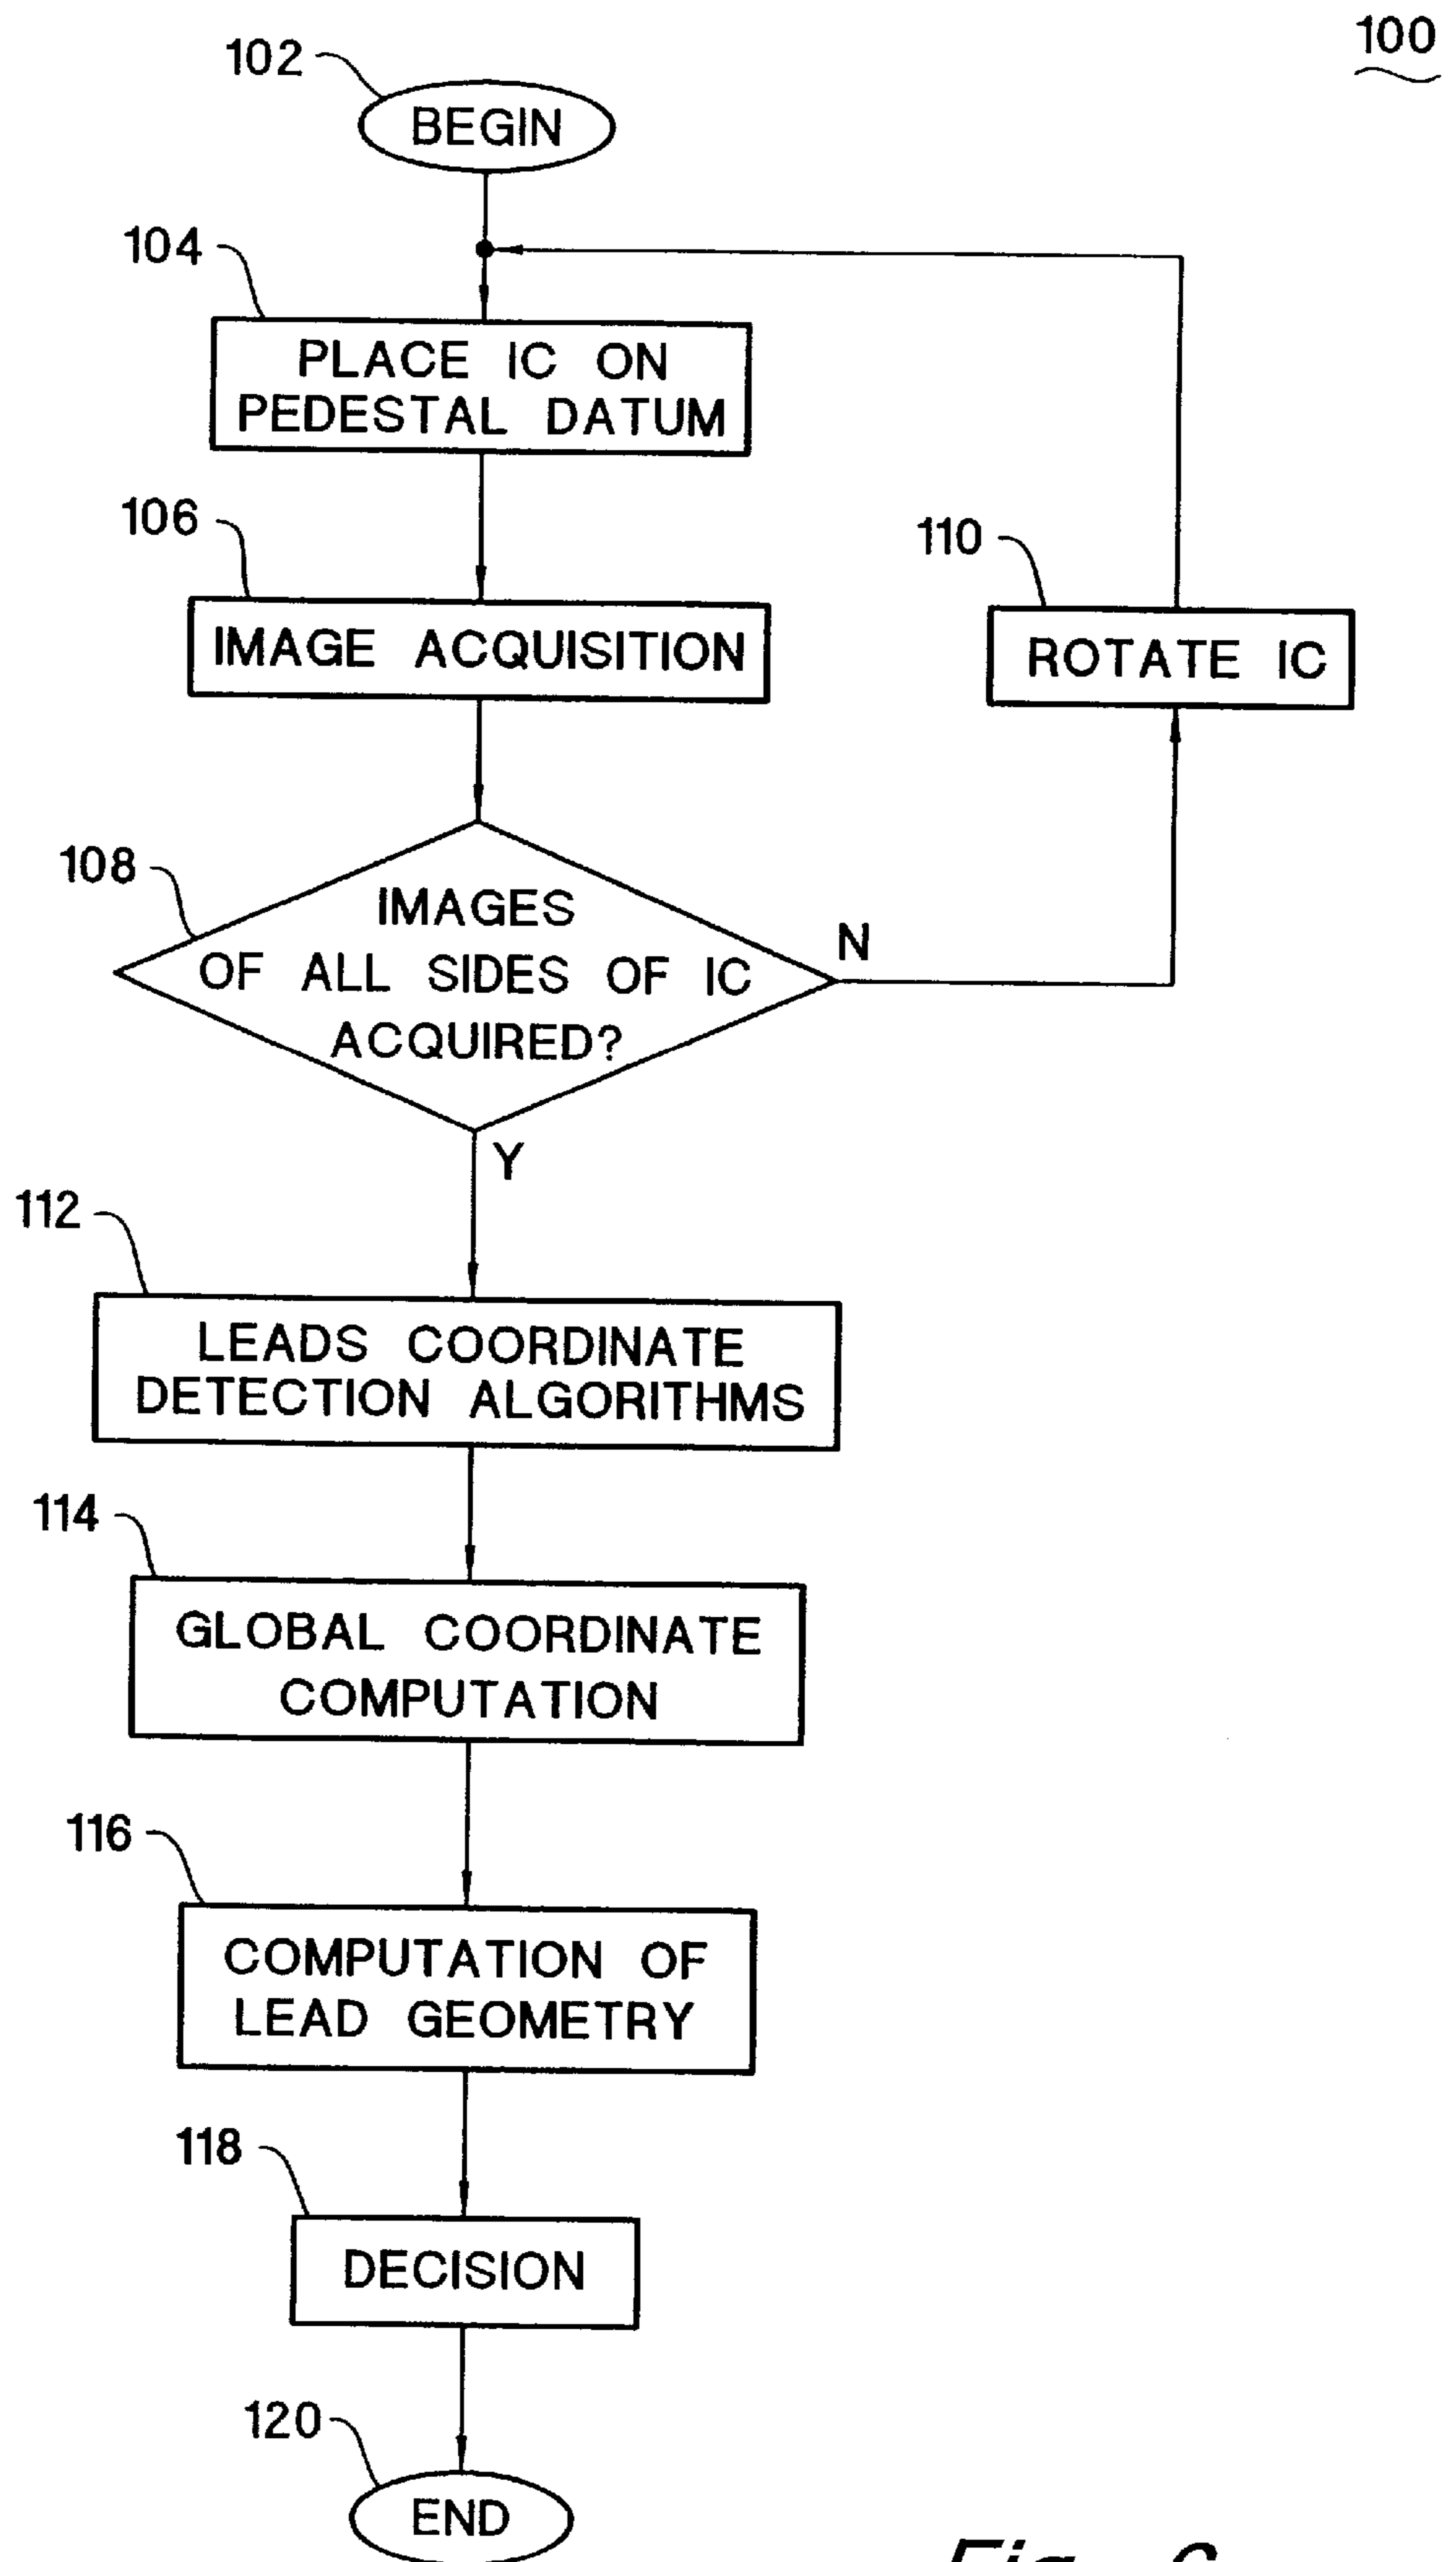 100
102
BEGIN
104
PLACE IC ON
PEDESTAL DATUM
106
IMAGE ACQUISITION
110
ROTATE IC
108
IMAGES
OF ALL SIDES OF IC
ACQUIRED?
N
Y
112
LEADS COORDINATE
DETECTION ALGORITHMS
114
GLOBAL COORDINATE
COMPUTATION
116
COMPUTATION OF
LEAD GEOMETRY
118
DECISION
120
END
Fig.